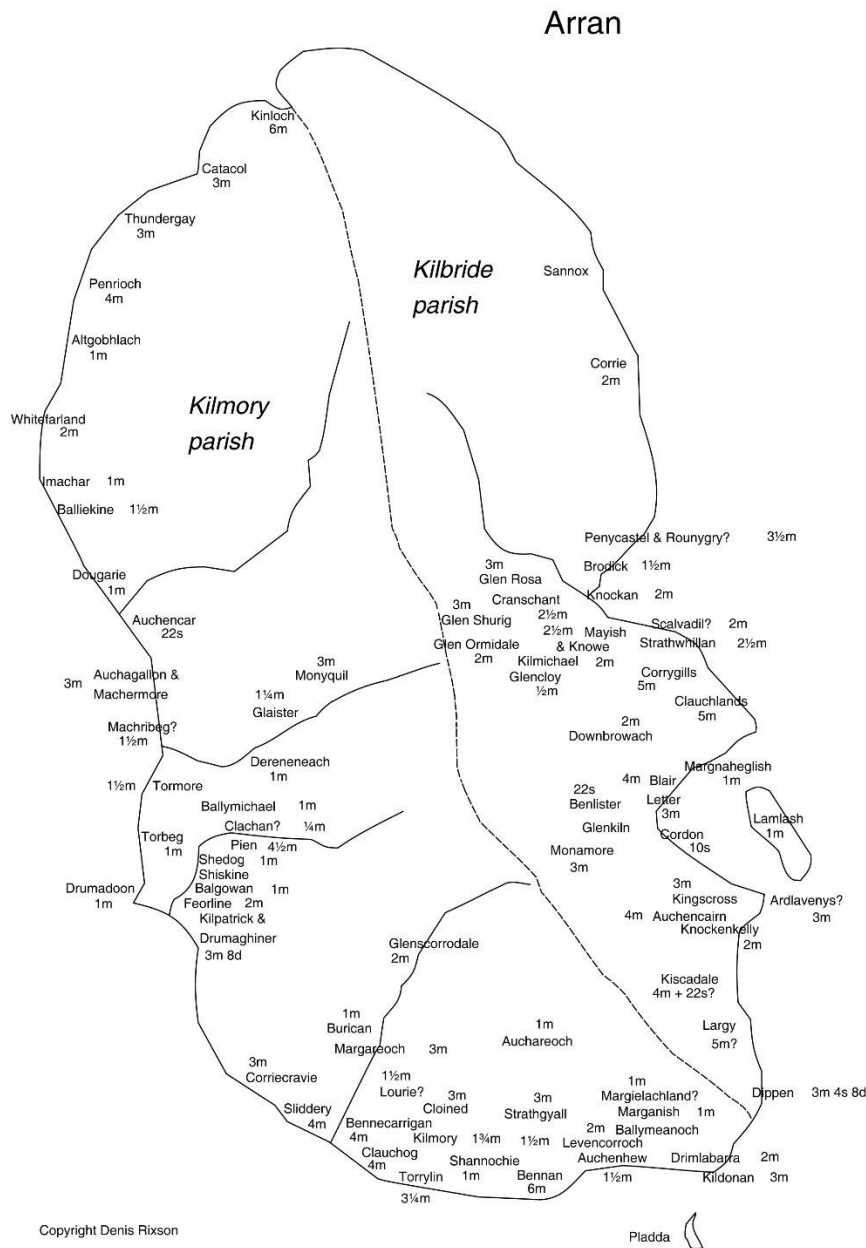 Arran
Kinloch
6m
Catacol
3m
Thundergay
3m
Kilbride
parish
Sannox
Penrioch
4m
Altgobhlach
1m
Corrie
2m
Kilmory
parish
Whitefarland
2m
Imachar 1m
Balliekine 1½m
Penycastel & Rounygry? 3½m
3m
Glen Rosa
Brodick 1½m
Dougarie
1m
Cranschant
2½m
Knockan 2m
3m
Glen Shurig
Auchencar
22s
2½m Mayish
& Knowe
2m
Scalvadil? 2m
Strathwhillan 2½m
Glen Ormidale
2m
Kilmichael
Glencloy
½m
3m
Monyquil
3m Auchagallon &
Machermore
Corrygills
5m
1¼m
Glaister
Clauchlands
5m
Machribeg?
1½m
2m
Downbrowach
Dereneneach
1m
Margnaheglish
1m
1½m Tormore
4m Blair
22s
Benlister
Letter
3m
Ballymichael 1m
Clachan? ¼m
Lamlash
1m
Torbeg
1m
Glenkiln
Cordon
10s
Pien 4½m
Shedog 1m
Shiskine
Monamore
3m
Drumadoon
1m
Balgowan 1m
Feorline 2m
Kilpatrick &
Drumaghiner
3m 8d
3m
Kingscross
Ardlavenys?
3m
4m Auchencairn
Knockenkelly
2m
Glenscorrodale
2m
Kiscadale
4m + 22s?
1m
Burican
1m
Auchareoch
Largy
5m?
Margareoch 3m
3m
Corriecravie
1½m
Lourie?
3m
Cloined
3m
Strathgyall
1m
Margielachland?
Marganish 1m
Dippen 3m 4s 8d
Sliddery
4m
Bennecarrigan
4m
Kilmory 1¾m
1½m
2m Ballymeanoch
Levencorroch
Clauchog
4m
Shannochie
1m
Auchenhew
1½m
Drimlabarra 2m
Torrylin
3¼m
Bennan
6m
Kildonan 3m
Copyright Denis Rixson
Pladda